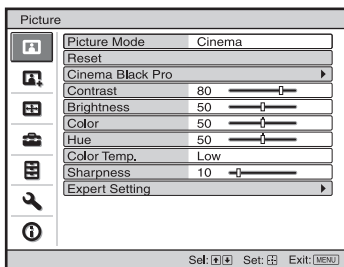 Picture
Picture Mode Cinema
Reset
Cinema Black Pro
Contrast 80
Brightness 50
Color 50
Hue 50
Color Temp. Low
Sharpness 10
Expert Setting
Sel: Set: Exit: MENU